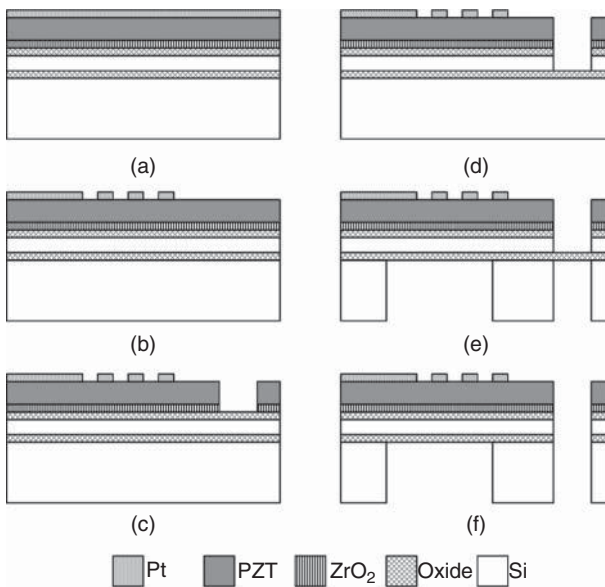 (a)
(d)
(b)
(e)
(c)
(f)
Pt PZT ZrO₂ Oxide Si